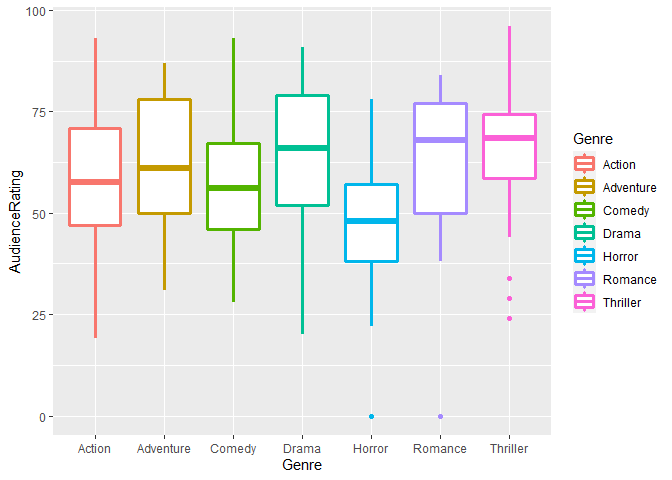 100
75
50
25
0
AudienceRating
Action Adventure Comedy Drama Horror Romance Thriller
Genre
Genre
Action
Adventure
Comedy
Drama
Horror
Romance
Thriller